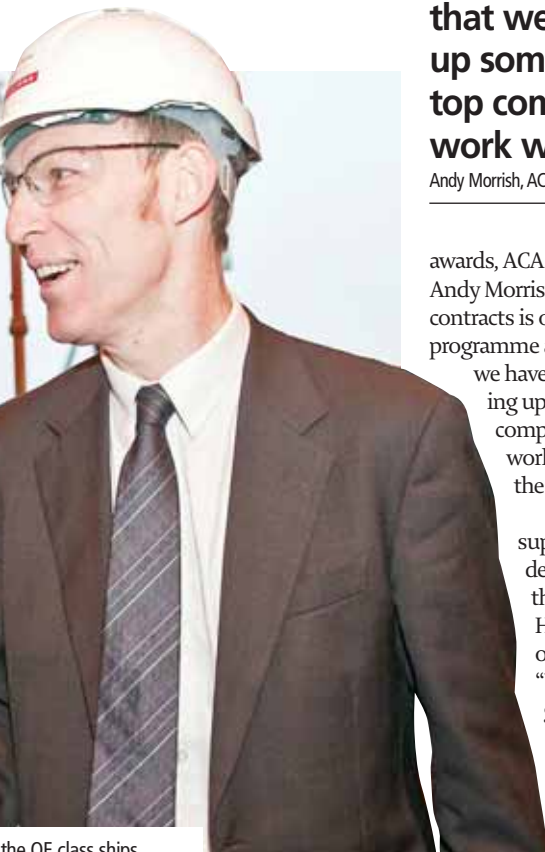 that we
up som
top com
work w
Andy Morrish, AC
awards, ACA
Andy Morris
contracts is o
programme a
we have
ing up
comp
work
the
sup
de
th
H
o
"
the QE class ships